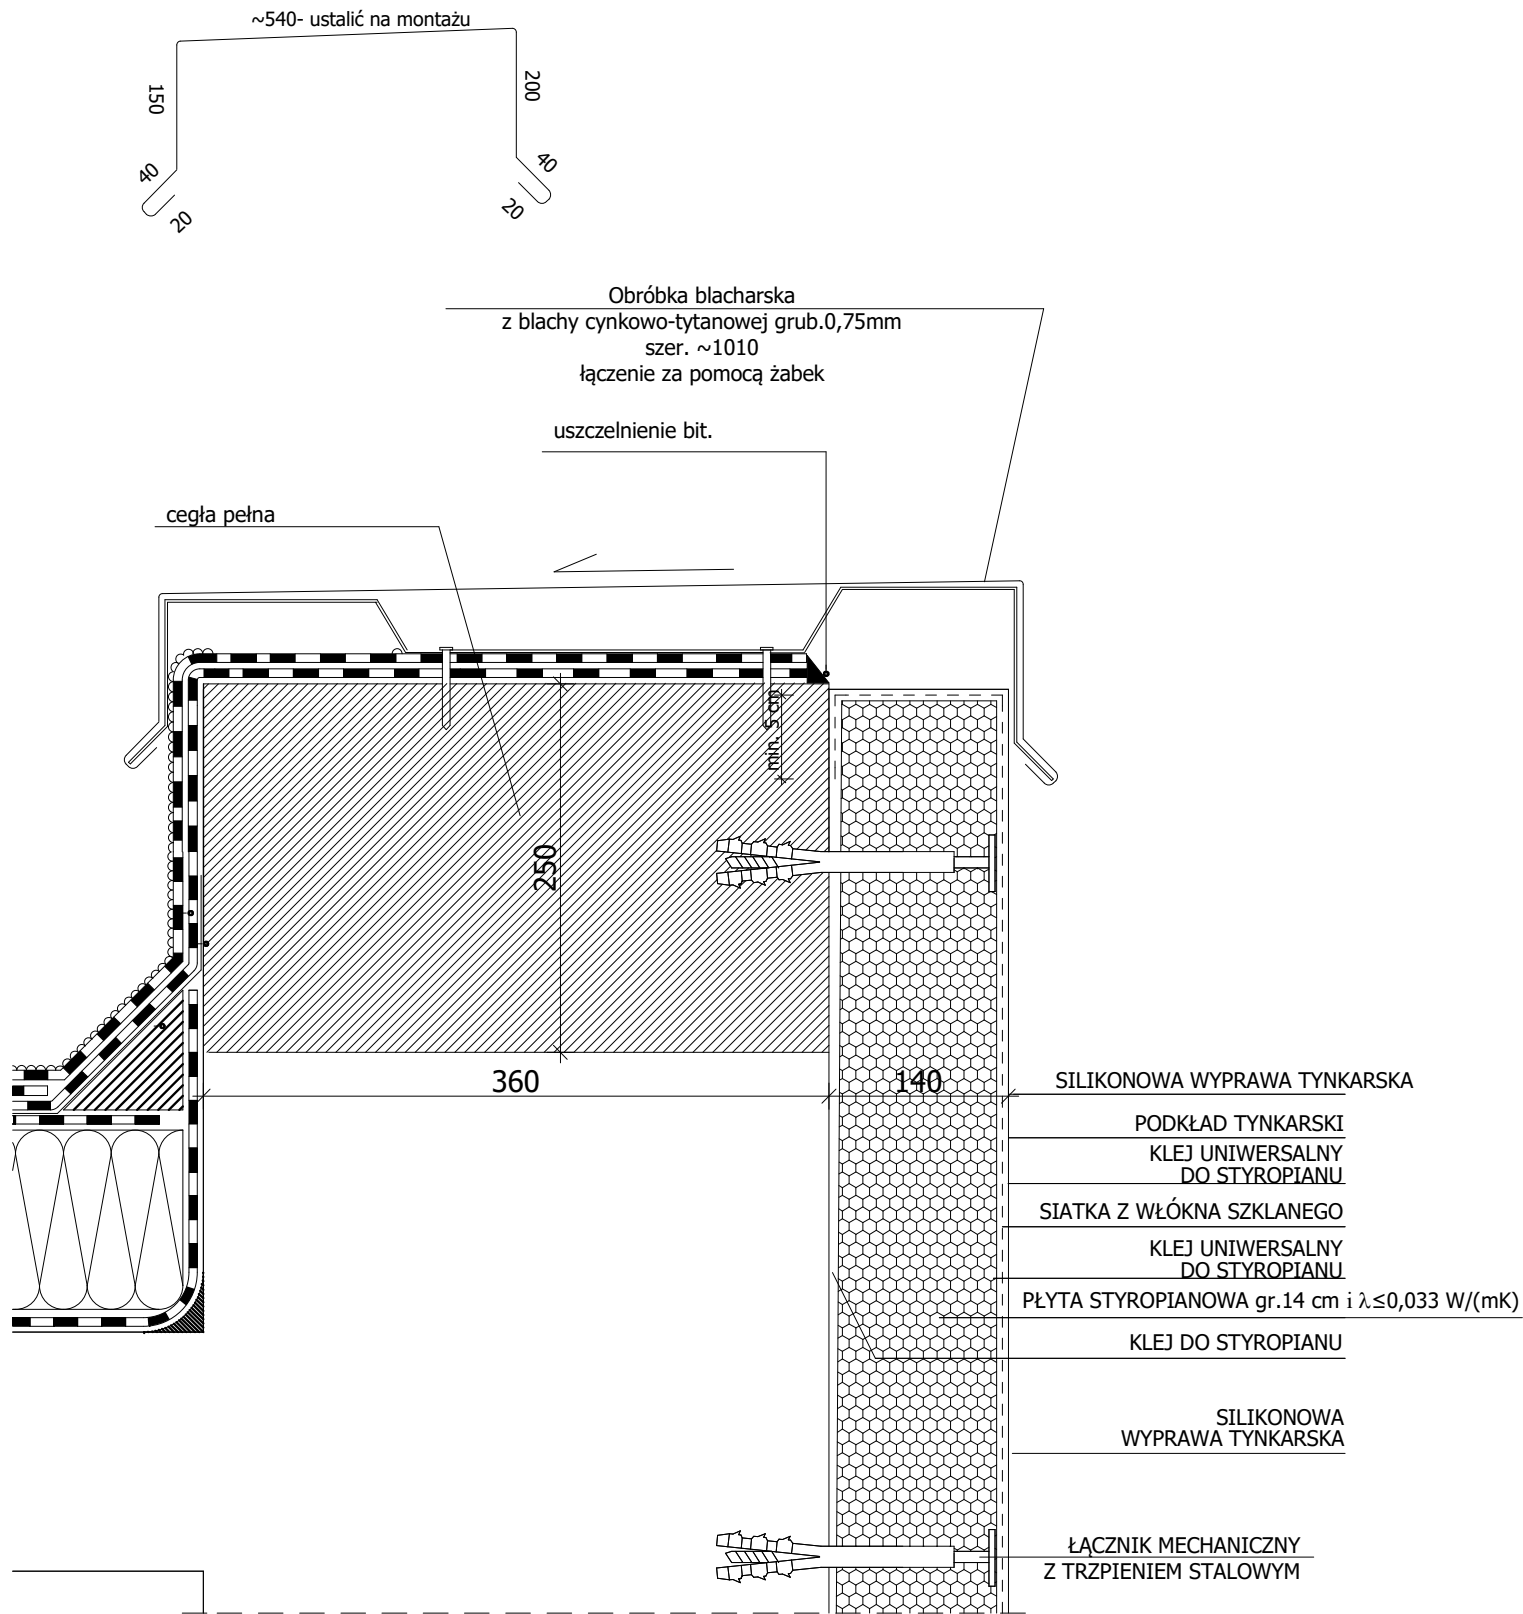 ~540- ustalić na montażu
150
200
40
20
40
20
Obróbka blacharska
z blachy cynkowo-tytanowej grub.0,75mm
szer. ~1010
łączenie za pomocą żabek
uszczelnienie bit.
cegła pełna
min. 5 cm
250
360
140
SILIKONOWA WYPRAWA TYNKARSKA
PODKŁAD TYNKARSKI
KLEJ UNIWERSALNY
DO STYROPIANU
SIATKA Z WŁÓKNA SZKLANEGO
KLEJ UNIWERSALNY
DO STYROPIANU
PŁYTA STYROPIANOWA gr.14 cm i λ≤0,033 W/(mK)
KLEJ DO STYROPIANU
SILIKONOWA
WYPRAWA TYNKARSKA
ŁĄCZNIK MECHANICZNY
Z TRZPIENIEM STALOWYM